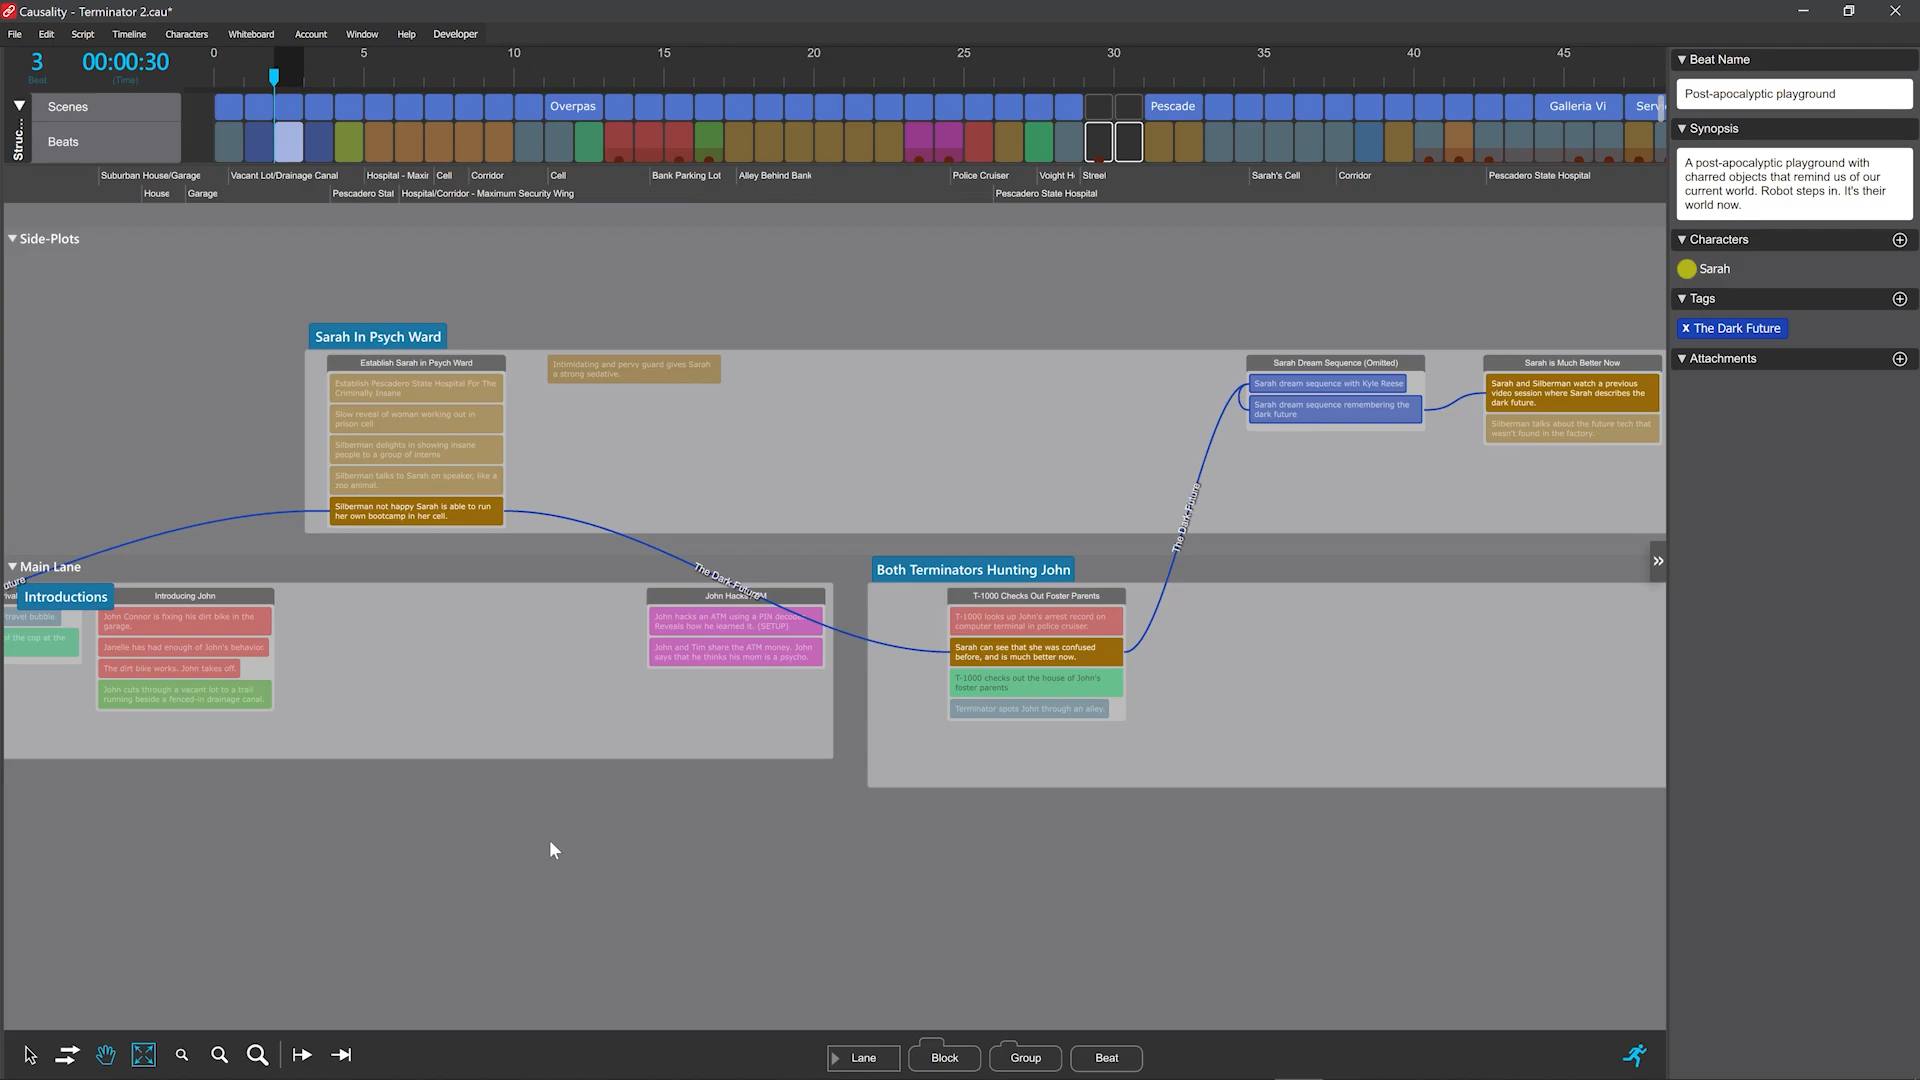 Causality - Terminator 2.cau*
File Edit Script Timeline Characters Whiteboard Account Window Help Developer
3 00:00:30
Beat (Time)
0 5 10 15 20 25 30 35 40 45
Struc...
Scenes
Overpas Pescade Galleria Vi Servi
Beats
Suburban House/Garage Vacant Lot/Drainage Canal Hospital - Maxir Cell Corridor Cell Bank Parking Lot Alley Behind Bank Police Cruiser Voight H Street Sarah's Cell Corridor Pescadero State Hospital
House Garage Pescadero Stat Hospital/Corridor - Maximum Security Wing Pescadero State Hospital
Side-Plots
Sarah In Psych Ward
Establish Sarah in Psych Ward
Establish Pescadero State Hospital For The
Criminally Insane
Slow reveal of woman working out in
prison cell
Silberman delights in showing insane
people to a group of interns
Silberman talks to Sarah on speaker, like a
zoo animal.
Silberman not happy Sarah is able to run
her own bootcamp in her cell.
Intimidating and pervy guard gives Sarah
a strong sedative.
Sarah Dream Sequence (Omitted)
Sarah dream sequence with Kyle Reese
Sarah dream sequence remembering the
dark future
Sarah is Much Better Now
Sarah and Silberman watch a previous
video session where Sarah describes the
dark future.
Silberman talks about the future tech that
wasn't found in the factory.
The Dark Future
The Dark Future
Main Lane
uture
Introductions
travel bubble.
of the cop at the
Introducing John
John Connor is fixing his dirt bike in the
garage.
Janelle has had enough of John's behavior.
The dirt bike works. John takes off.
John cuts through a vacant lot to a trail
running beside a fenced-in drainage canal.
John Hacks ATM
John hacks an ATM using a PIN decoder.
Reveals how he learned it. (SETUP)
John and Tim share the ATM money. John
says that he thinks his mom is a psycho.
Both Terminators Hunting John
T-1000 Checks Out Foster Parents
T-1000 looks up John's arrest record on
computer terminal in police cruiser.
Sarah can see that she was confused
before, and is much better now.
T-1000 checks out the house of John's
foster parents
Terminator spots John through an alley.
Lane Block Group Beat
Beat Name
Post-apocalyptic playground
Synopsis
A post-apocalyptic playground with
charred objects that remind us of our
current world. Robot steps in. It's their
world now.
Characters
Sarah
Tags
x The Dark Future
Attachments